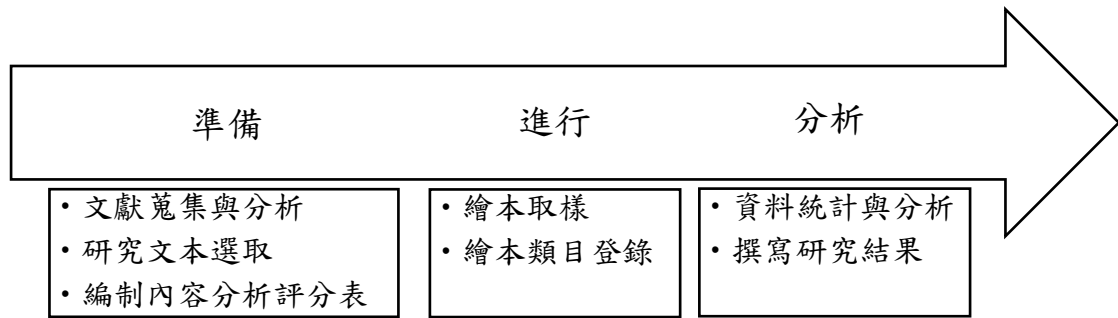 準備
進行
分析
・文獻蒐集與分析
・研究文本選取
・編制內容分析評分表
・繪本取樣
・繪本類目登錄
・資料統計與分析
・撰寫研究結果